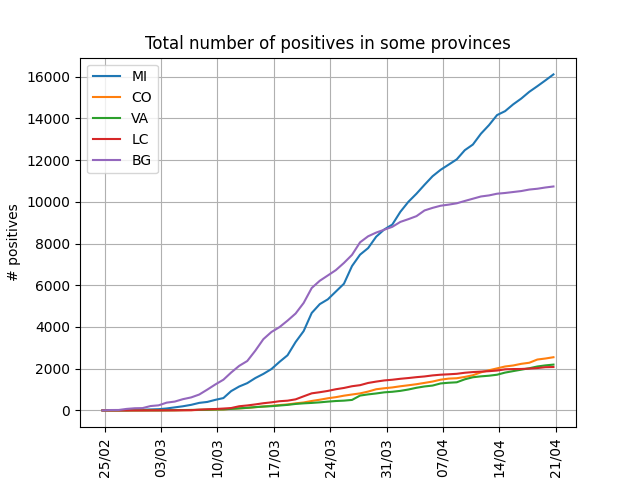 Total number of positives in some provinces
# positives
16000
14000
12000
10000
8000
6000
4000
2000
0
MI
CO
VA
LC
BG
25/02
03/03
10/03
17/03
24/03
31/03
07/04
14/04
21/04